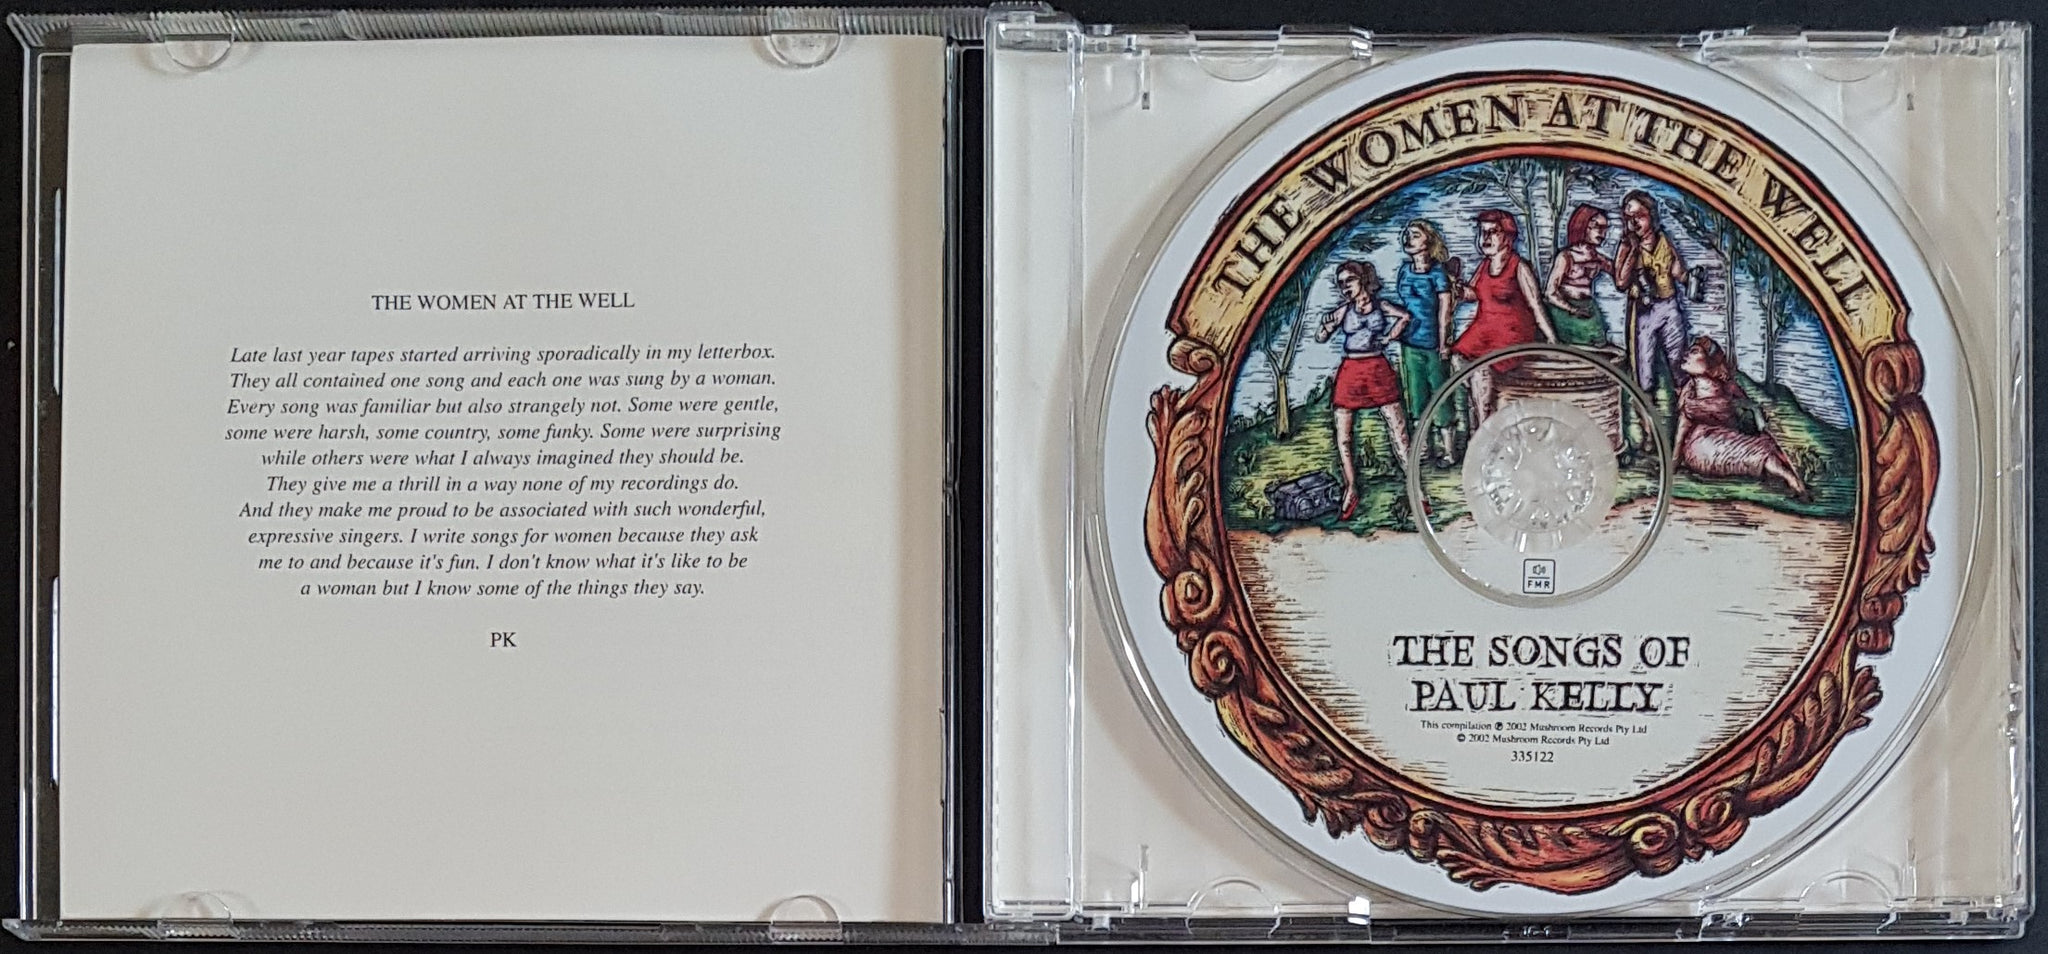 THE WOMEN AT THE WELL
Late last year tapes started arriving sporadically in my letterbox.
They all contained one song and each one was sung by a woman.
Every song was familiar but also strangely not. Some were gentle,
some were harsh, some country, some funky. Some were surprising
while others were what I always imagined they should be.
They give me a thrill in a way none of my recordings do.
And they make me proud to be associated with such wonderful,
expressive singers. I write songs for women because they ask
me to and because it's fun. I don't know what it's like to be
a woman but I know some of the things they say.
PK
THE WOMEN AT THE WELL
FMR
THE SONGS OF
PAUL KELLY
This compilation ℗ 2002 Mushroom Records Pty Ltd
© 2002 Mushroom Records Pty Ltd
335122